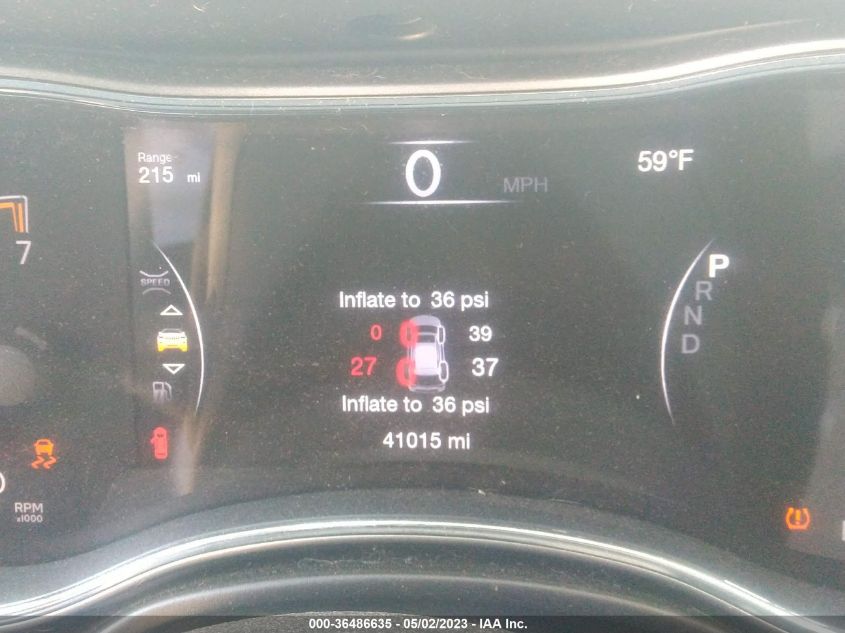 Range
215 mi
0
MPH
59°F
7
SPEED
P
R
N
D
Inflate to 36 psi
0 39
27 37
Inflate to 36 psi
41015 mi
RPM
x1000
000-36486635 - 05/02/2023 - IAA Inc.